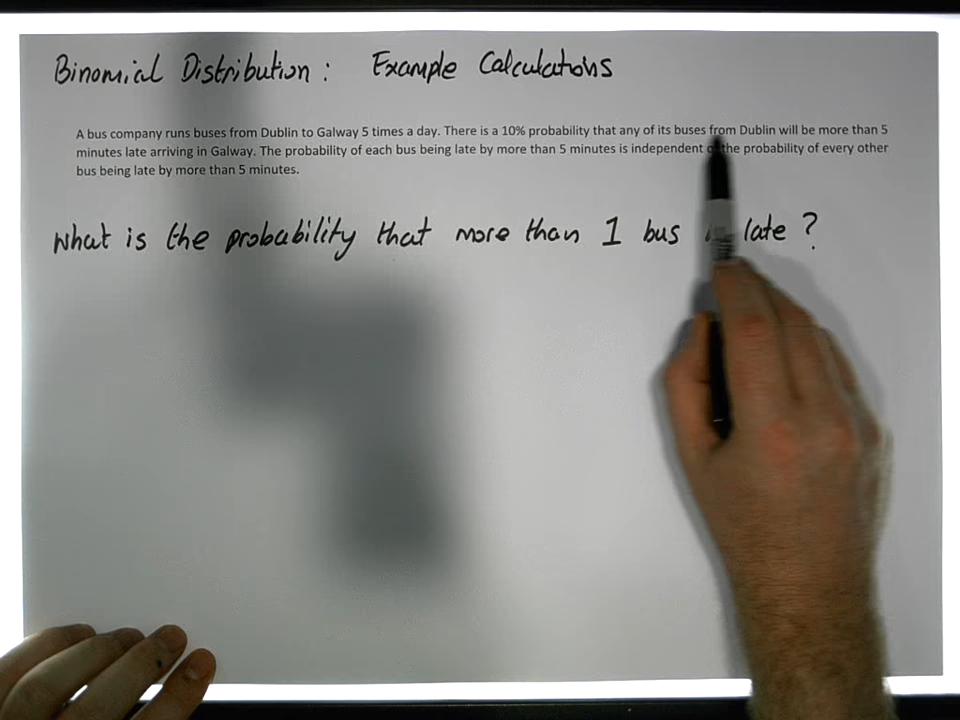 Binomial Distribution: Example Calculations
A bus company runs buses from Dublin to Galway 5 times a day. There is a 10% probability that any of its buses from Dublin will be more than 5
minutes late arriving in Galway. The probability of each bus being late by more than 5 minutes is independent the probability of every other
bus being late by more than 5 minutes.
What is the probability that more than 1 bus late ?